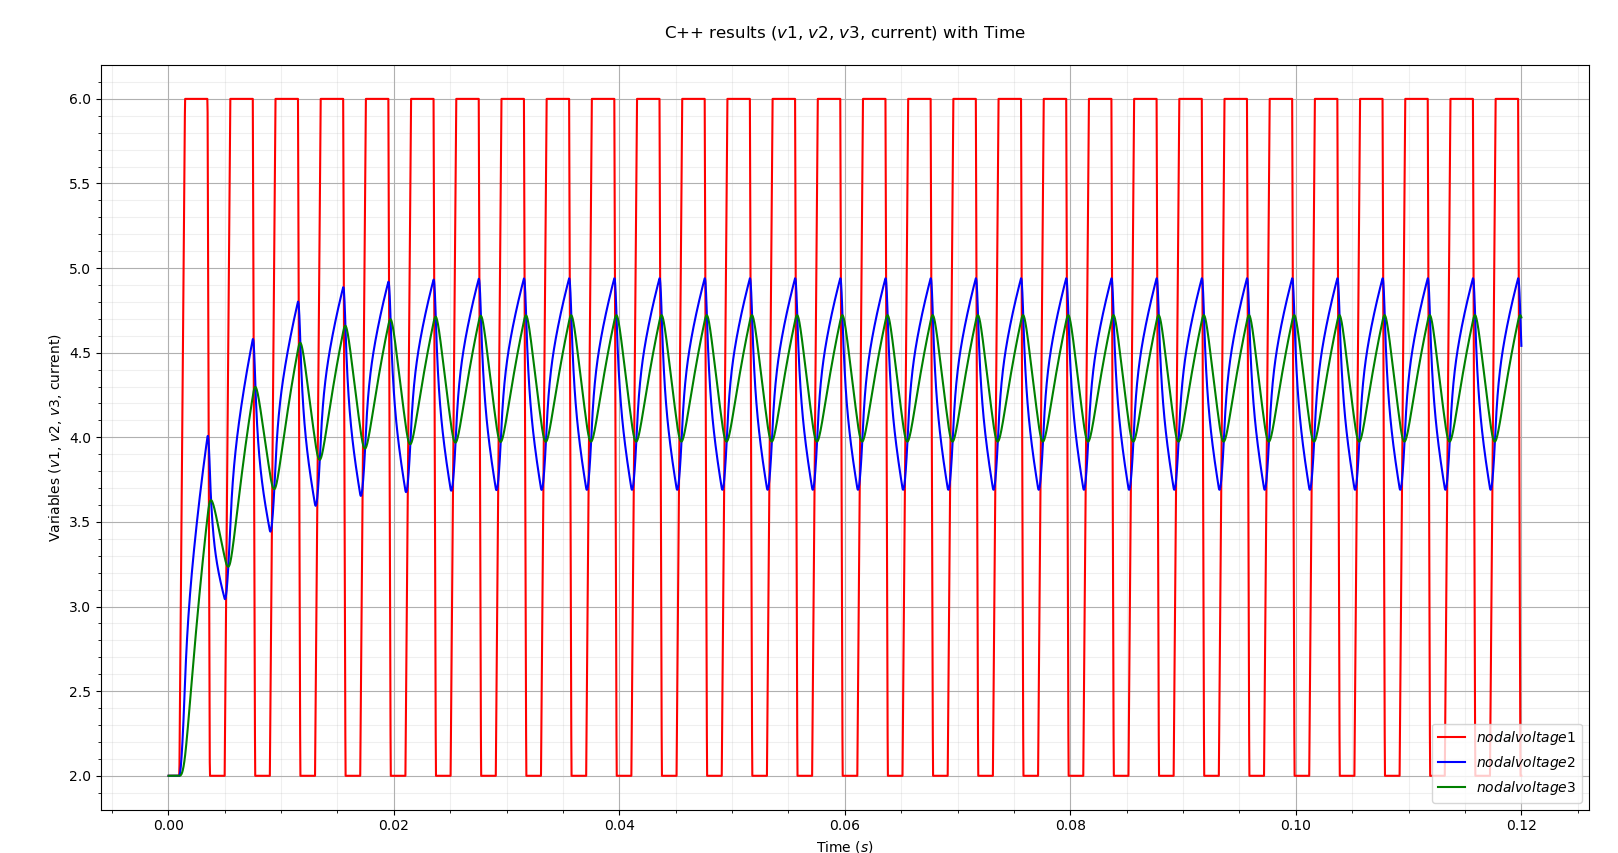 C++ results (v1, v2, v3, current) with Time
Variables (v1, v2, v3, current)
6.0
5.5
5.0
4.5
4.0
3.5
3.0
2.5
2.0
nodalvoltage1
nodalvoltage2
nodalvoltage3
0.00 0.02 0.04 0.06 0.08 0.10 0.12
Time (s)